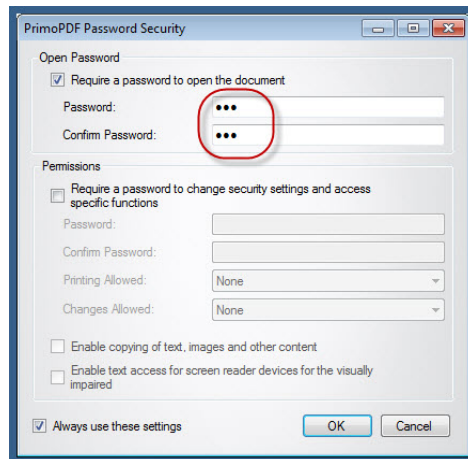 PrimoPDF Password Security
Open Password
Require a password to open the document
Password:
•••
Confirm Password:
•••
Permissions
Require a password to change security settings and access
specific functions
Password:
Confirm Password:
Printing Allowed:
None
Changes Allowed:
None
Enable copying of text, images and other content
Enable text access for screen reader devices for the visually
impaired
Always use these settings
OK
Cancel